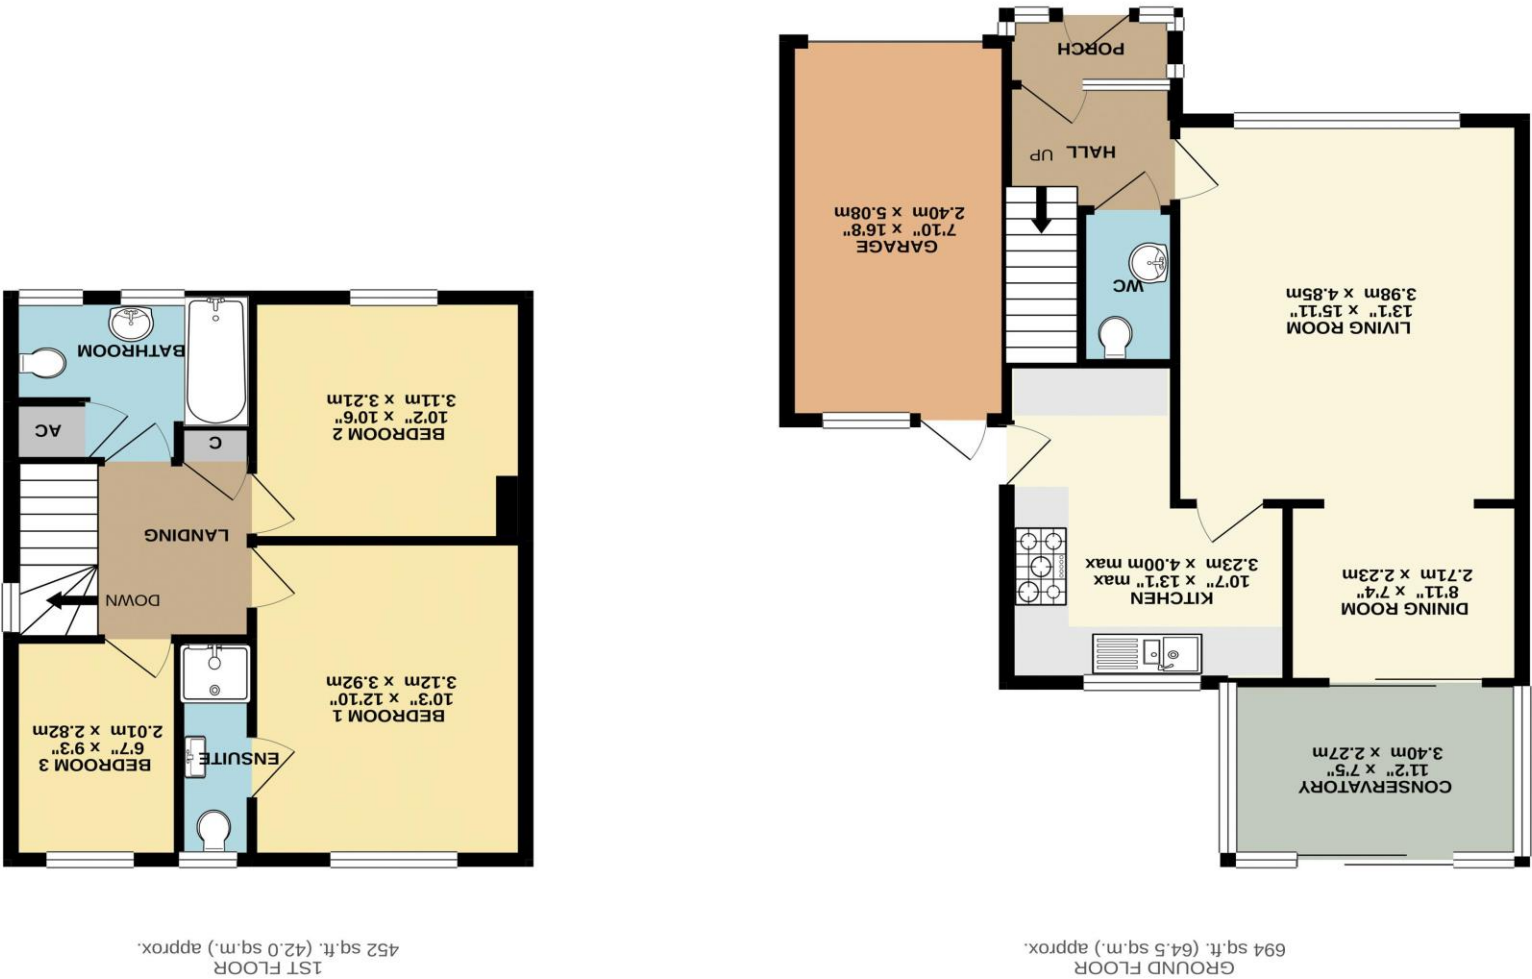 GROUND FLOOR
694 sq.ft. (64.5 sq.m.) approx.
CONSERVATORY
11'2" x 7'5"
3.40m x 2.27m
DINING ROOM
8'11" x 7'4"
2.71m x 2.23m
KITCHEN
10'7" x 13'1" max
3.23m x 4.00m max
LIVING ROOM
13'1" x 15'11"
3.98m x 4.85m
WC
GARAGE
7'10" x 16'8"
2.40m x 5.08m
HALL
UP
PORCH
1ST FLOOR
452 sq.ft. (42.0 sq.m.) approx.
BEDROOM 1
10'3" x 12'10"
3.12m x 3.92m
ENSUITE
BEDROOM 3
6'7" x 9'3"
2.01m x 2.82m
DOWN
LANDING
BEDROOM 2
10'2" x 10'6"
3.11m x 3.21m
C
AC
BATHROOM